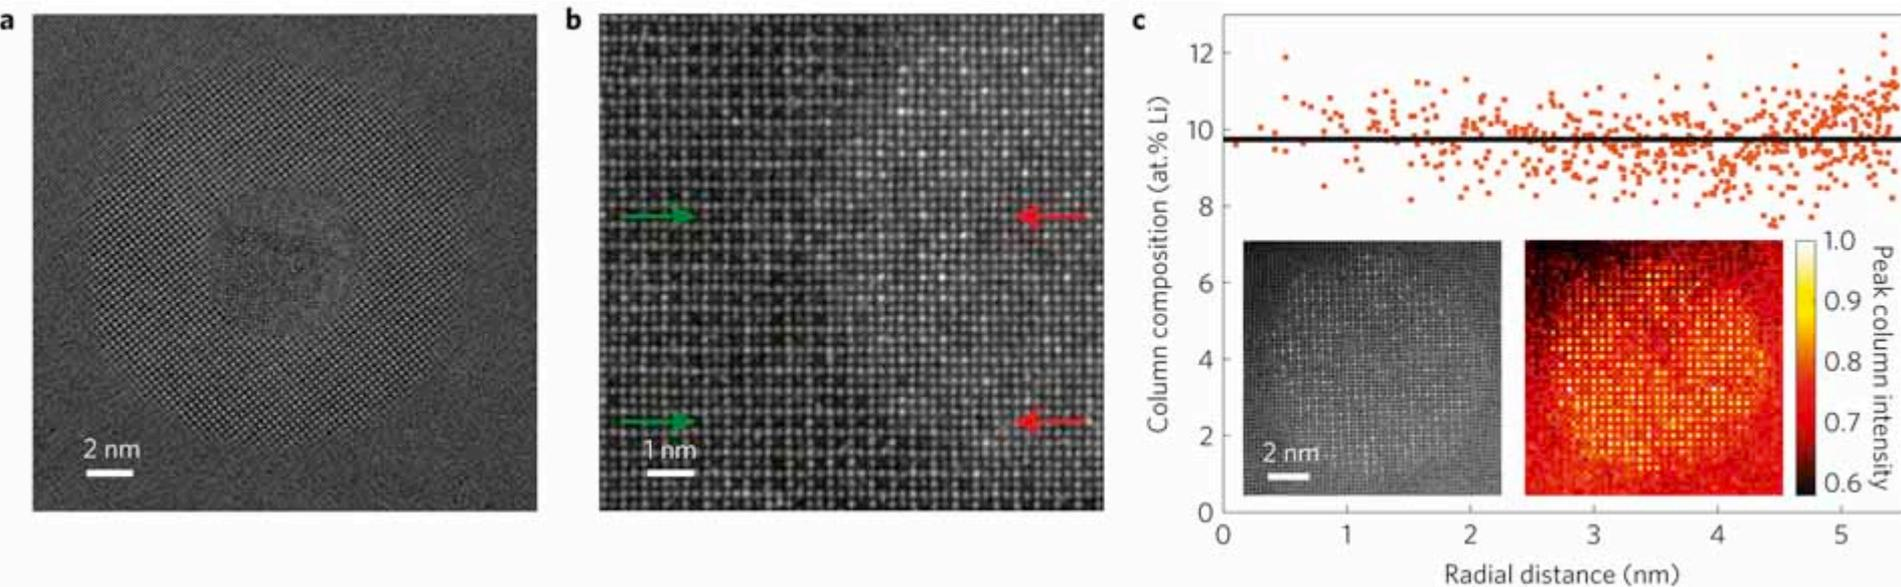 a
2 nm
b
1 nm
c
Column composition (at.% Li)
12
10
8
6
4
2
0
0 1 2 3 4 5
Radial distance (nm)
2 nm
1.0
0.9
0.8
0.7
0.6
Peak column intensity